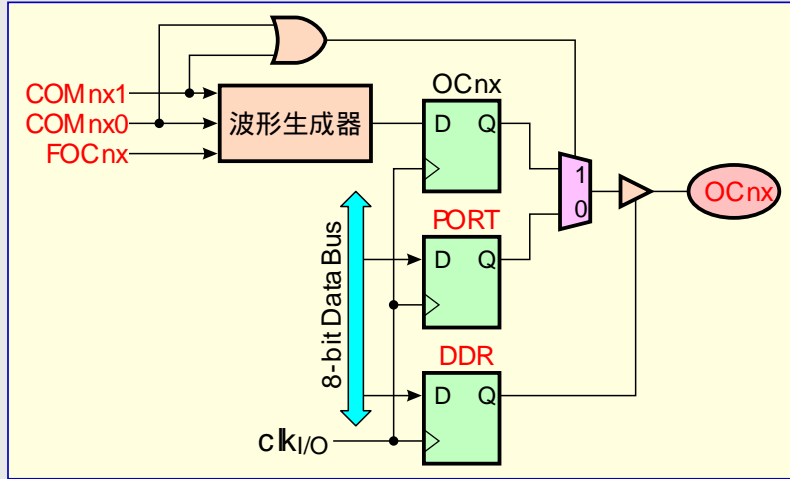 COMnx1
COMnx0
FOCnx
波形生成器
OCnx
D Q
1
0
OCnx
PORT
D Q
8-bit Data Bus
DDR
D Q
clkI/O